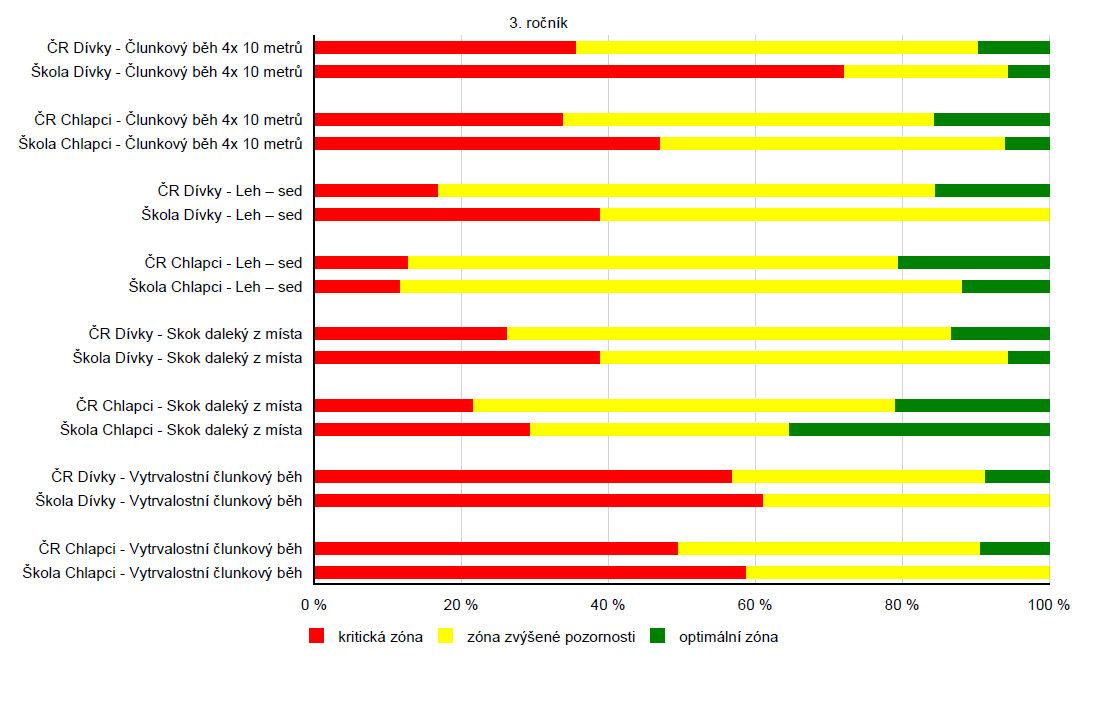 3. ročník
ČR Dívky - Člunkový běh 4x 10 metrů
Škola Dívky - Člunkový běh 4x 10 metrů
ČR Chlapci - Člunkový běh 4x 10 metrů
Škola Chlapci - Člunkový běh 4x 10 metrů
ČR Dívky - Leh – sed
Škola Dívky - Leh – sed
ČR Chlapci - Leh – sed
Škola Chlapci - Leh – sed
ČR Dívky - Skok daleký z místa
Škola Dívky - Skok daleký z místa
ČR Chlapci - Skok daleký z místa
Škola Chlapci - Skok daleký z místa
ČR Dívky - Vytrvalostní člunkový běh
Škola Dívky - Vytrvalostní člunkový běh
ČR Chlapci - Vytrvalostní člunkový běh
Škola Chlapci - Vytrvalostní člunkový běh
0 % 20 % 40 % 60 % 80 % 100 %
kritická zóna zóna zvýšené pozornosti optimální zóna